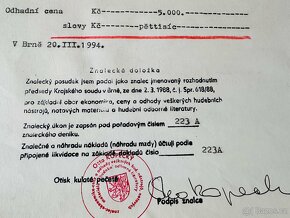 Odhadní cena Kč 5.000.
slovy Kč pěttisíc
V Brně 20.III.1994.
Znalecká doložka
Znalecký posudek jsem podal jako znalec jmenovaný rozhodnutím
předsedy Krajského soudu v Brně, ze dne 2.3.1988, č.j. Spr. 618/88,
pro základní obor ekonomika, ceny a odhady veškerých hudebních
nástrojů, notových materiálů a hudební odborné literatury.
Znalecký úkon je zapsán pod pořadovým číslem 223 A
znaleckého deníku.
Znalečné a náhradu nákladů (náhradu mzdy) účtuji podle
připojené likvidace na základě dokladů číslo 223A
Otisk kulaté pečeti
Podpis znalce